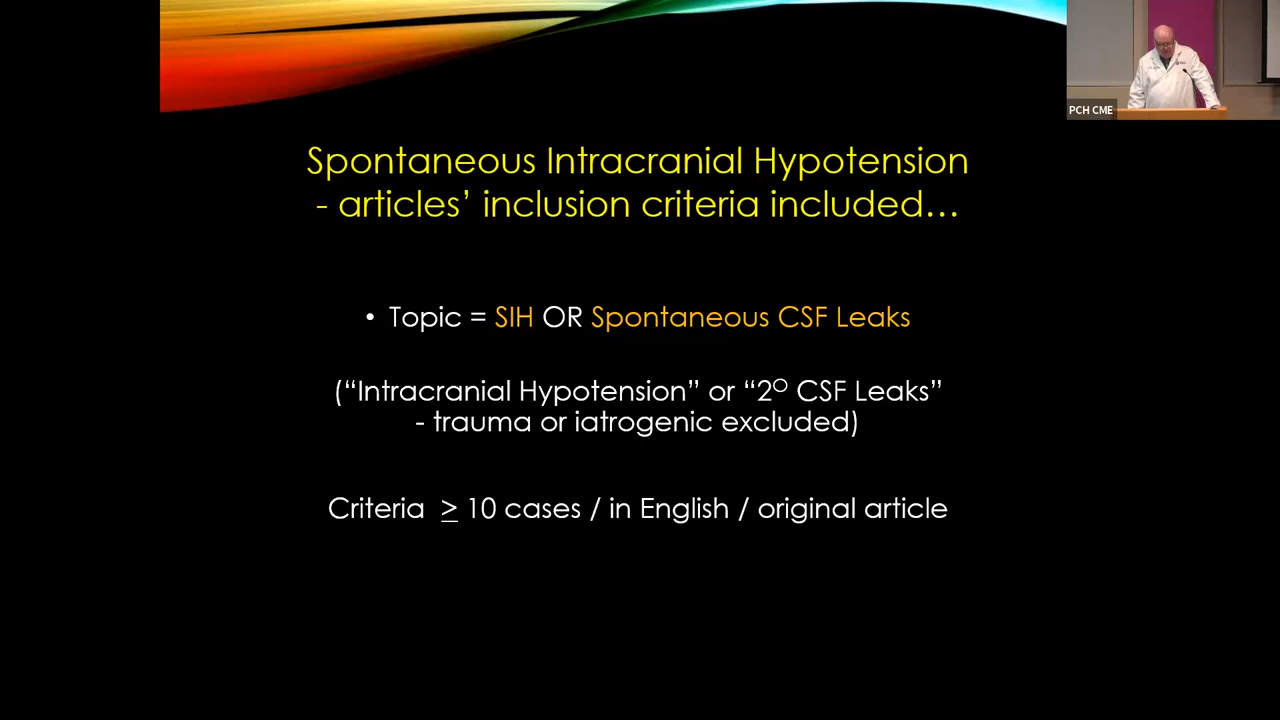 PCH CME
Spontaneous Intracranial Hypotension
- articles’ inclusion criteria included…
• Topic = SIH OR Spontaneous CSF Leaks
(“Intracranial Hypotension” or “2º CSF Leaks”
- trauma or iatrogenic excluded)
Criteria ≥ 10 cases / in English / original article